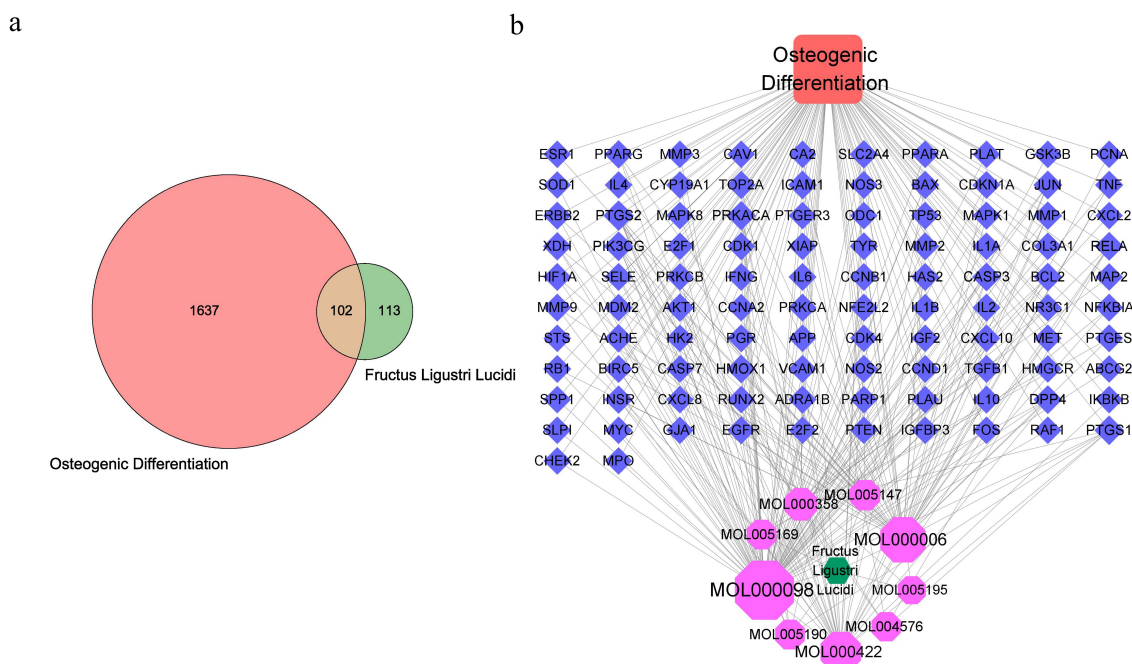 a
1637
102
113
Fructus Ligustri Lucidi
Osteogenic Differentiation
b
Osteogenic
Differentiation
ESR1 PPARG MMP3 CAV1 CA2 SLC2A4 PPARA PLAT GSK3B PCNA
SOD1 IL4 CYP19A1 TOP2A ICAM1 NOS3 BAX CDKN1A JUN TNF
ERBB2 PTGS2 MAPK8 PRKACA PTGER3 ODC1 TP53 MAPK1 MMP1 CXCL2
XDH PIK3CG E2F1 CDK1 XIAP TYR MMP2 IL1A COL3A1 RELA
HIF1A SELE PRKCB IFNG IL6 CCNB1 HAS2 CASP3 BCL2 MAP2
MMP9 MDM2 AKT1 CCNA2 PRKCA NFE2L2 IL1B IL2 NR3C1 NFKBIA
STS ACHE HK2 PGR APP CDK4 IGF2 CXCL10 MET PTGES
RB1 BIRC5 CASP7 HMOX1 VCAM1 NOS2 CCND1 TGFB1 HMGCR ABCG2
SPP1 INSR CXCL8 RUNX2 ADRA1B PARP1 PLAU IL10 DPP4 IKBKB
SLPI MYC GJA1 EGFR E2F2 PTEN IGFBP3 FOS RAF1 PTGS1
CHEK2 MPO
MOL005147
MOL000358
MOL005169
MOL000006
Fructus
Ligustri
Lucidi
MOL000098
MOL005195
MOL004576
MOL005190
MOL000422